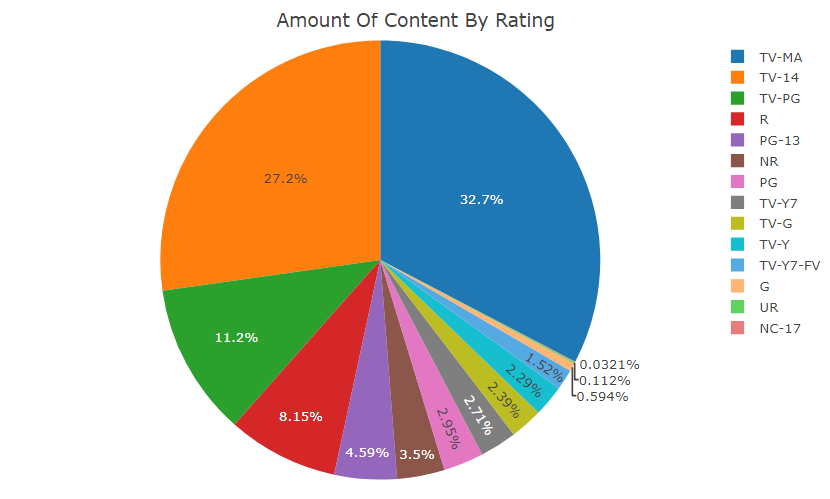 Amount Of Content By Rating
TV-MA
TV-14
TV-PG
R
PG-13
NR
PG
TV-Y7
TV-G
TV-Y
TV-Y7-FV
G
UR
NC-17
27.2%
32.7%
11.2%
8.15%
4.59%
3.5%
2.95%
2.71%
2.39%
2.29%
1.52%
0.0321%
0.112%
0.594%